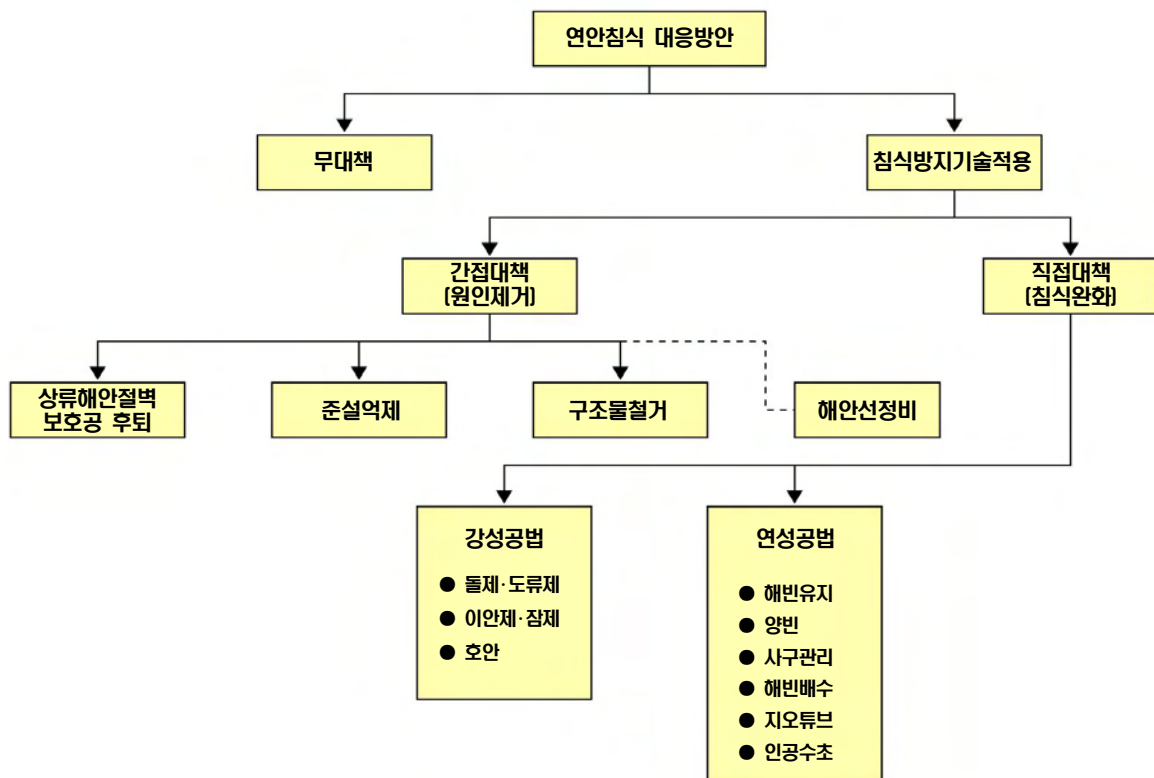 연안침식 대응방안
무대책
침식방지기술적용
간접대책
(원인제거)
직접대책
(침식완화)
상류해안절벽
보호공 후퇴
준설억제
구조물철거
해안선정비
강성공법
● 돌제·도류제
● 이안제·잠제
● 호안
연성공법
● 해빈유지
● 양빈
● 사구관리
● 해빈배수
● 지오튜브
● 인공수초